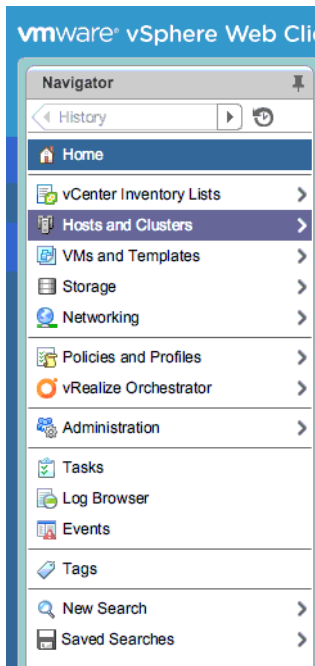 vmware® vSphere Web Cli
Navigator
History
Home
vCenter Inventory Lists
Hosts and Clusters
VMs and Templates
Storage
Networking
Policies and Profiles
vRealize Orchestrator
Administration
Tasks
Log Browser
Events
Tags
New Search
Saved Searches